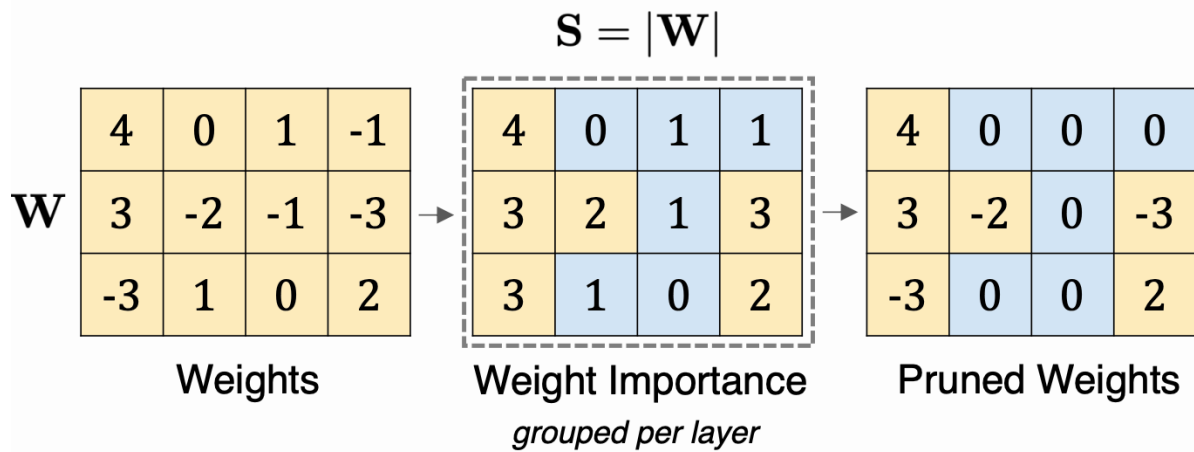 S = |W|
4 0 1 -1 4 0 1 1 4 0 0 0
W 3 -2 -1 -3 3 2 1 3 3 -2 0 -3
-3 1 0 2 3 1 0 2 -3 0 0 2
Weights Weight Importance Pruned Weights
grouped per layer